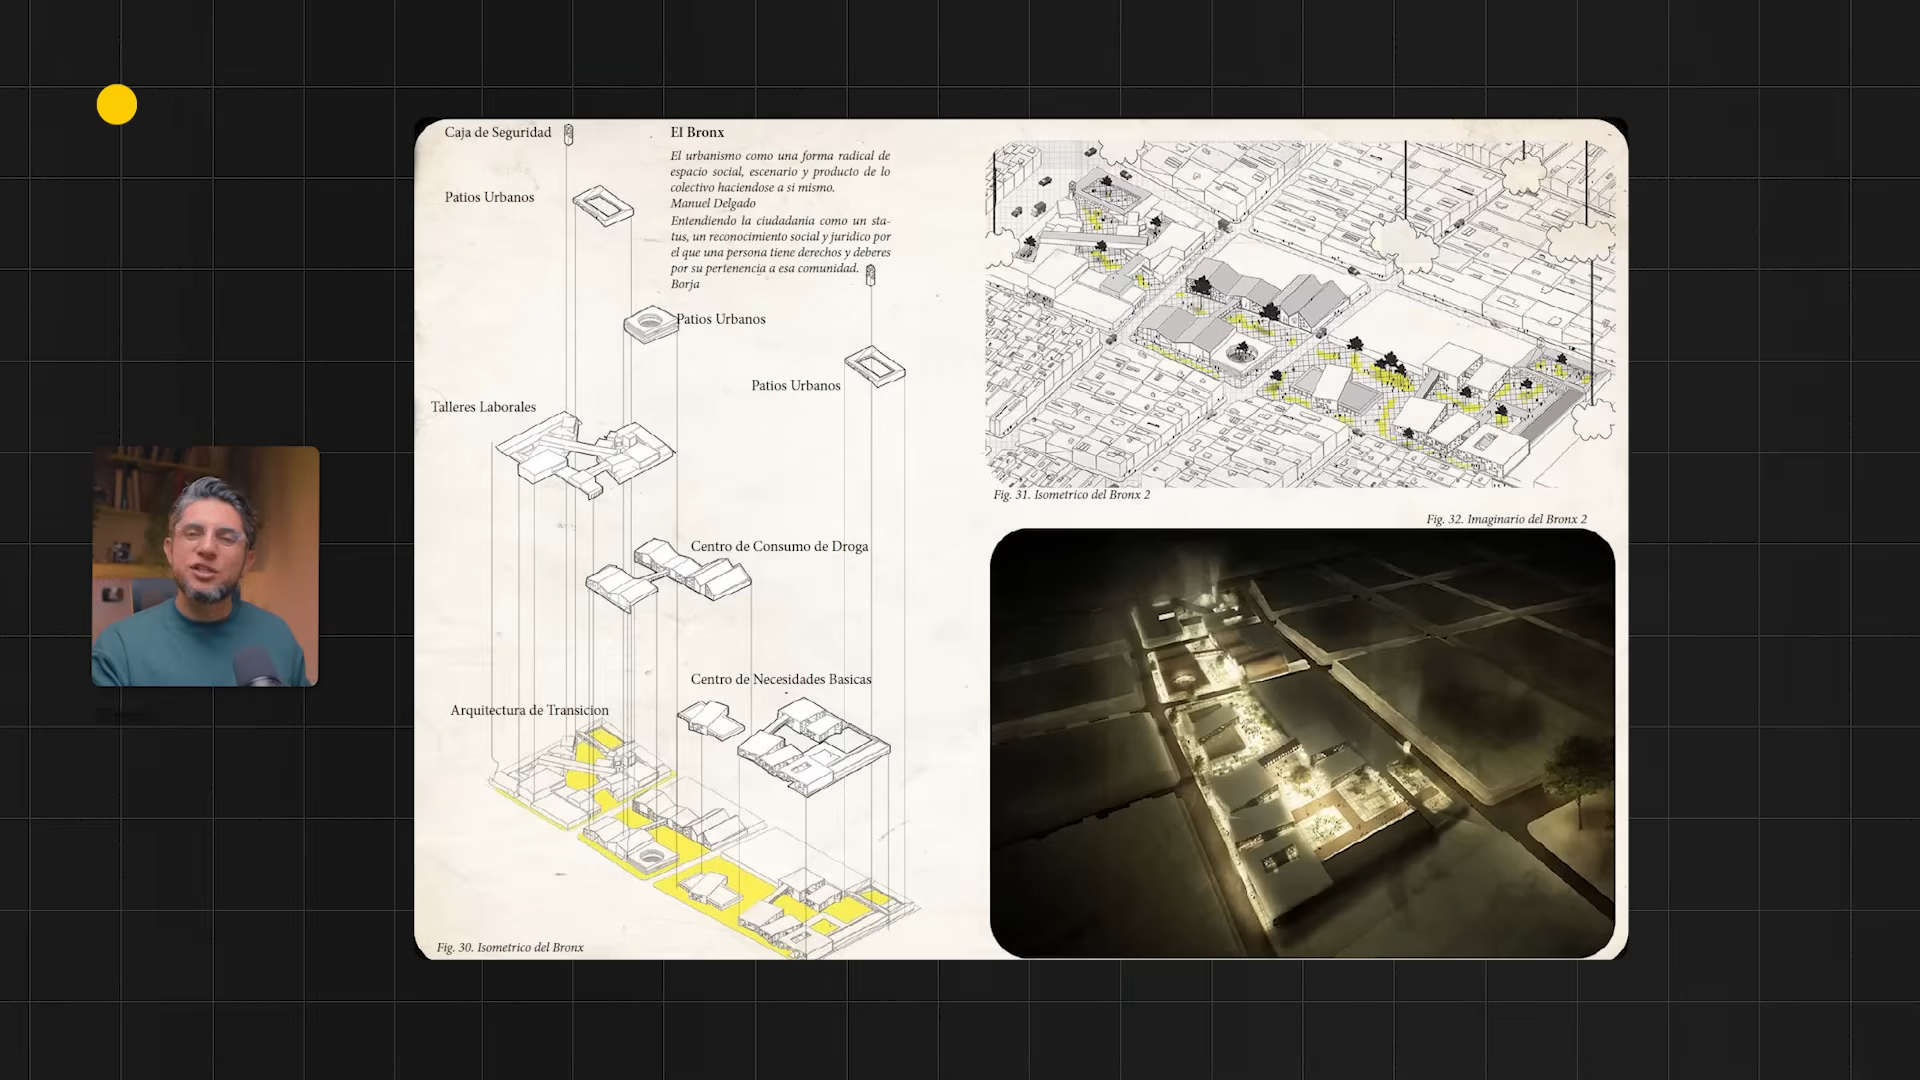 Caja de Seguridad
El Bronx
El urbanismo como una forma radical de
espacio social, escenario y producto de lo
colectivo haciendose a si mismo.
Manuel Delgado
Entendiendo la ciudadania como un sta-
tus, un reconocimiento social y juridico por
el que una persona tiene derechos y deberes
por su pertenencia a esa comunidad.
Borja
Patios Urbanos
Patios Urbanos
Patios Urbanos
Talleres Laborales
Centro de Consumo de Droga
Centro de Necesidades Basicas
Arquitectura de Transicion
Fig. 30. Isometrico del Bronx
Fig. 31. Isometrico del Bronx 2
Fig. 32. Imaginario del Bronx 2